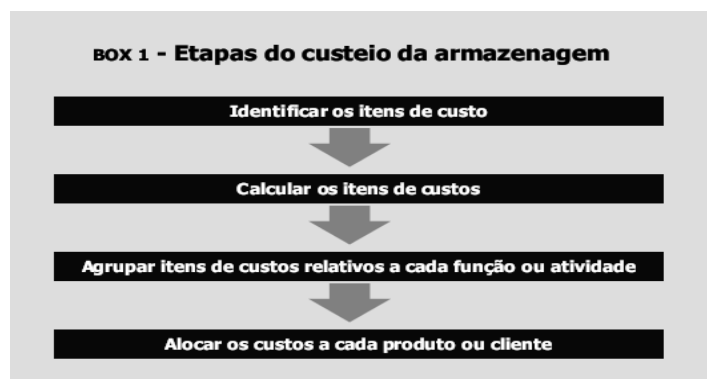 BOX 1 - Etapas do custeio da armazenagem
Identificar os itens de custo
Calcular os itens de custos
Agrupar itens de custos relativos a cada função ou atividade
Alocar os custos a cada produto ou cliente